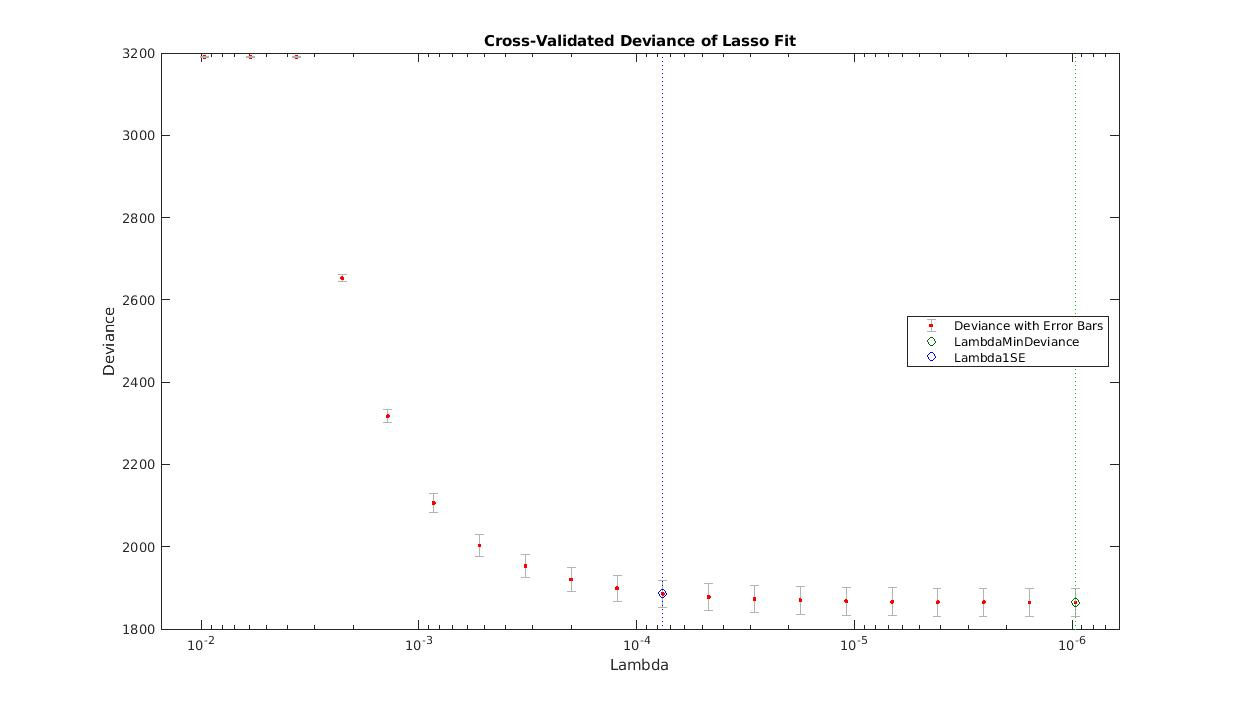 Cross-Validated Deviance of Lasso Fit
3200
3000
2800
2600
2400
2200
2000
1800
Deviance
Deviance with Error Bars
LambdaMinDeviance
Lambda1SE
10^-2 10^-3 10^-4 10^-5 10^-6
Lambda